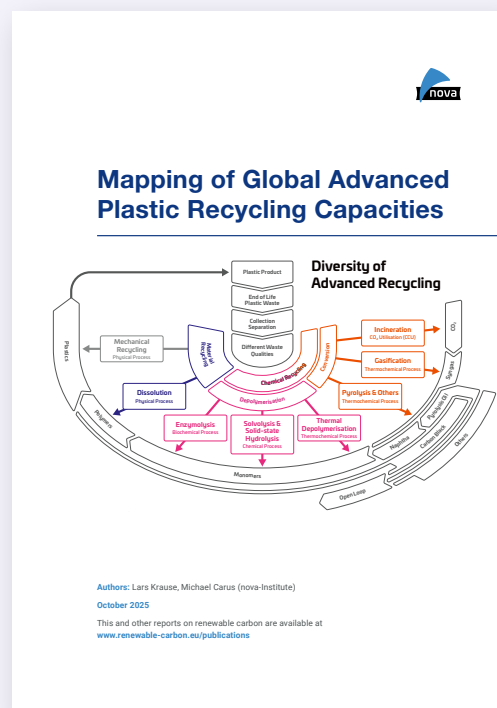 nova
Mapping of Global Advanced
Plastic Recycling Capacities
Diversity of
Advanced Recycling
Plastic Product
End of Life
Plastic Waste
Collection
Separation
Different Waste
Qualities
Plastics
Mechanical
Recycling
Physical Process
Material
Recycling
Chemical Recycling
Conversion
Incineration
CO₂ Utilisation (CCU)
CO₂
Gasification
Thermochemical Process
Syngas
Dissolution
Physical Process
Depolymerisation
Pyrolysis & Others
Thermochemical Process
Pyrolysis Oil
Polymers
Enzymolysis
Biochemical Process
Solvolysis &
Solid-state
Hydrolysis
Chemical Process
Thermal
Depolymerisation
Thermochemical Process
Naphtha
Carbon Black
Others
Monomers
Open Loop
Authors: Lars Krause, Michael Carus (nova-Institute)
October 2025
This and other reports on renewable carbon are available at
www.renewable-carbon.eu/publications